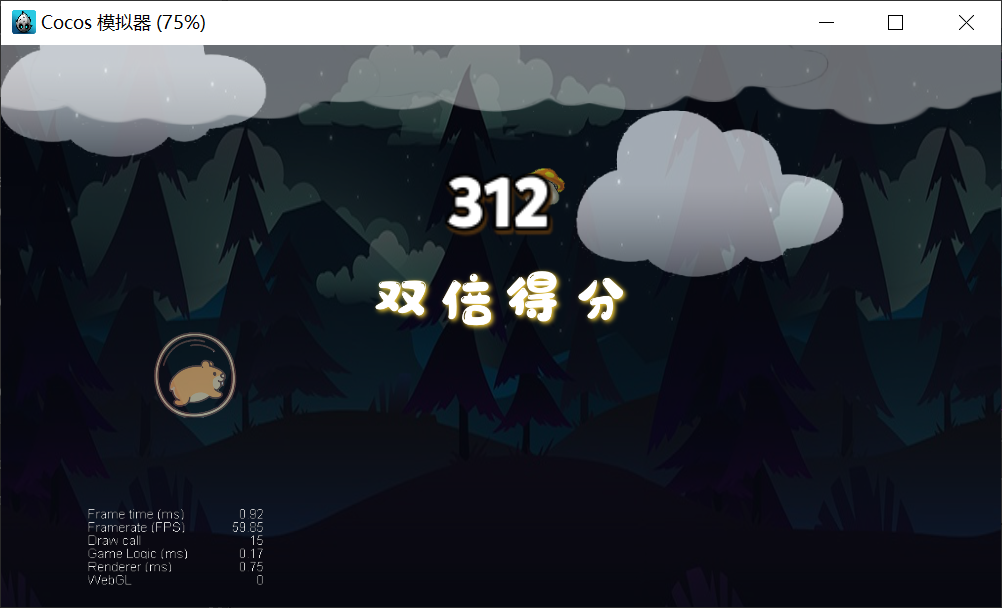 Cocos 模拟器 (75%)
312
双倍得分
Frame time (ms) 0.92
Framerate (FPS) 59.85
Draw call 15
Game Logic (ms) 0.17
Renderer (ms) 0.75
WebGL 0